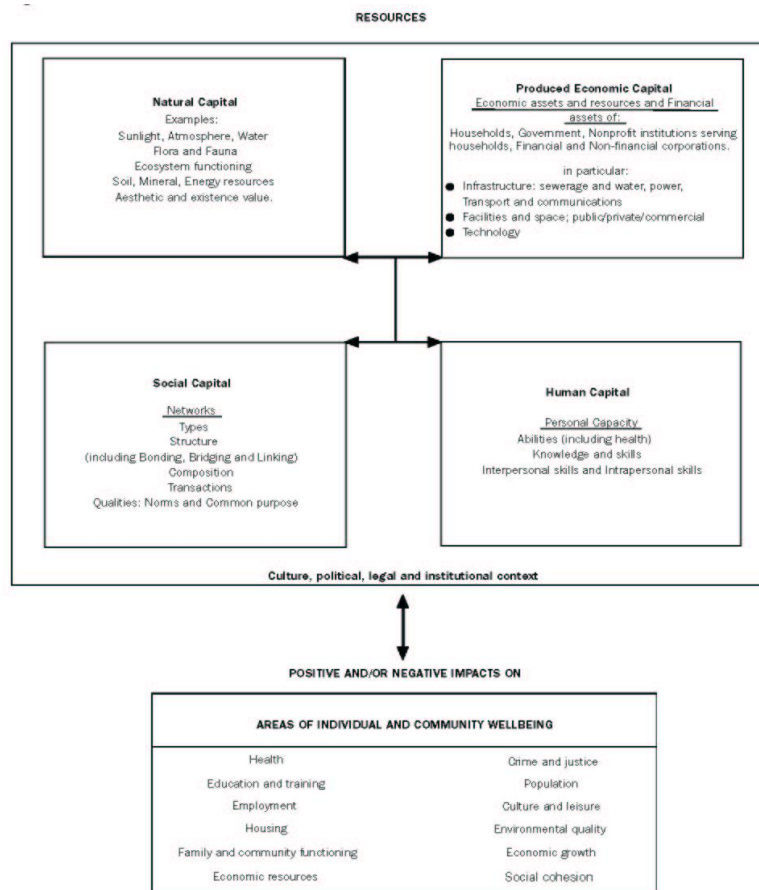 RESOURCES
Natural Capital
Examples:
Sunlight, Atmosphere, Water
Flora and Fauna
Ecosystem functioning
Soil, Mineral, Energy resources
Aesthetic and existence value.
Produced Economic Capital
Economic assets and resources and Financial
assets of:
Households, Government, Nonprofit institutions serving
households, Financial and Non-financial corporations.
in particular:
● Infrastructure: sewerage and water, power,
Transport and communications
● Facilities and space; public/private/commercial
● Technology
Social Capital
Networks
Types
Structure
(including Bonding, Bridging and Linking)
Composition
Transactions
Qualities: Norms and Common purpose
Human Capital
Personal Capacity
Abilities (including health)
Knowledge and skills
Interpersonal skills and Intrapersonal skills
Culture, political, legal and institutional context
POSITIVE AND/OR NEGATIVE IMPACTS ON
AREAS OF INDIVIDUAL AND COMMUNITY WELLBEING
Health
Education and training
Employment
Housing
Family and community functioning
Economic resources
Crime and justice
Population
Culture and leisure
Environmental quality
Economic growth
Social cohesion